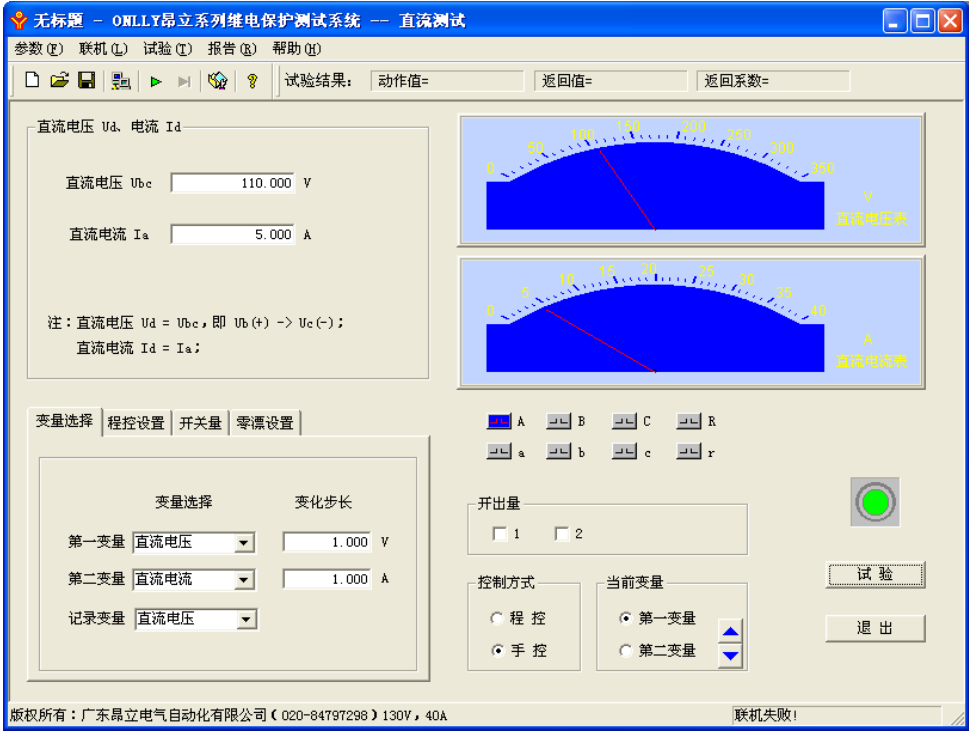 无标题 - ONLLY昂立系列继电保护测试系统 -- 直流测试
参数(F) 联机(L) 试验(T) 报告(R) 帮助(H)
试验结果: 动作值= 返回值= 返回系数=
直流电压 Ud、电流 Id
直流电压 Ubc 110.000 V
直流电流 Ia 5.000 A
注:直流电压 Ud = Ubc,即 Ub(+) -> Uc(-);
直流电流 Id = Ia;
0 50 100 150 200 250 300 350
V
直流电压表
0 5 10 15 20 25 30 35 40
A
直流电流表
变量选择 程控设置 开关量 零漂设置
变量选择 变化步长
第一变量 直流电压 1.000 V
第二变量 直流电流 1.000 A
记录变量 直流电压
A B C R
a b c r
开出量
1 2
控制方式
程 控
手 控
当前变量
第一变量
第二变量
试 验
退 出
版权所有:广东昂立电气自动化有限公司(020-84797298)130V,40A
联机失败!